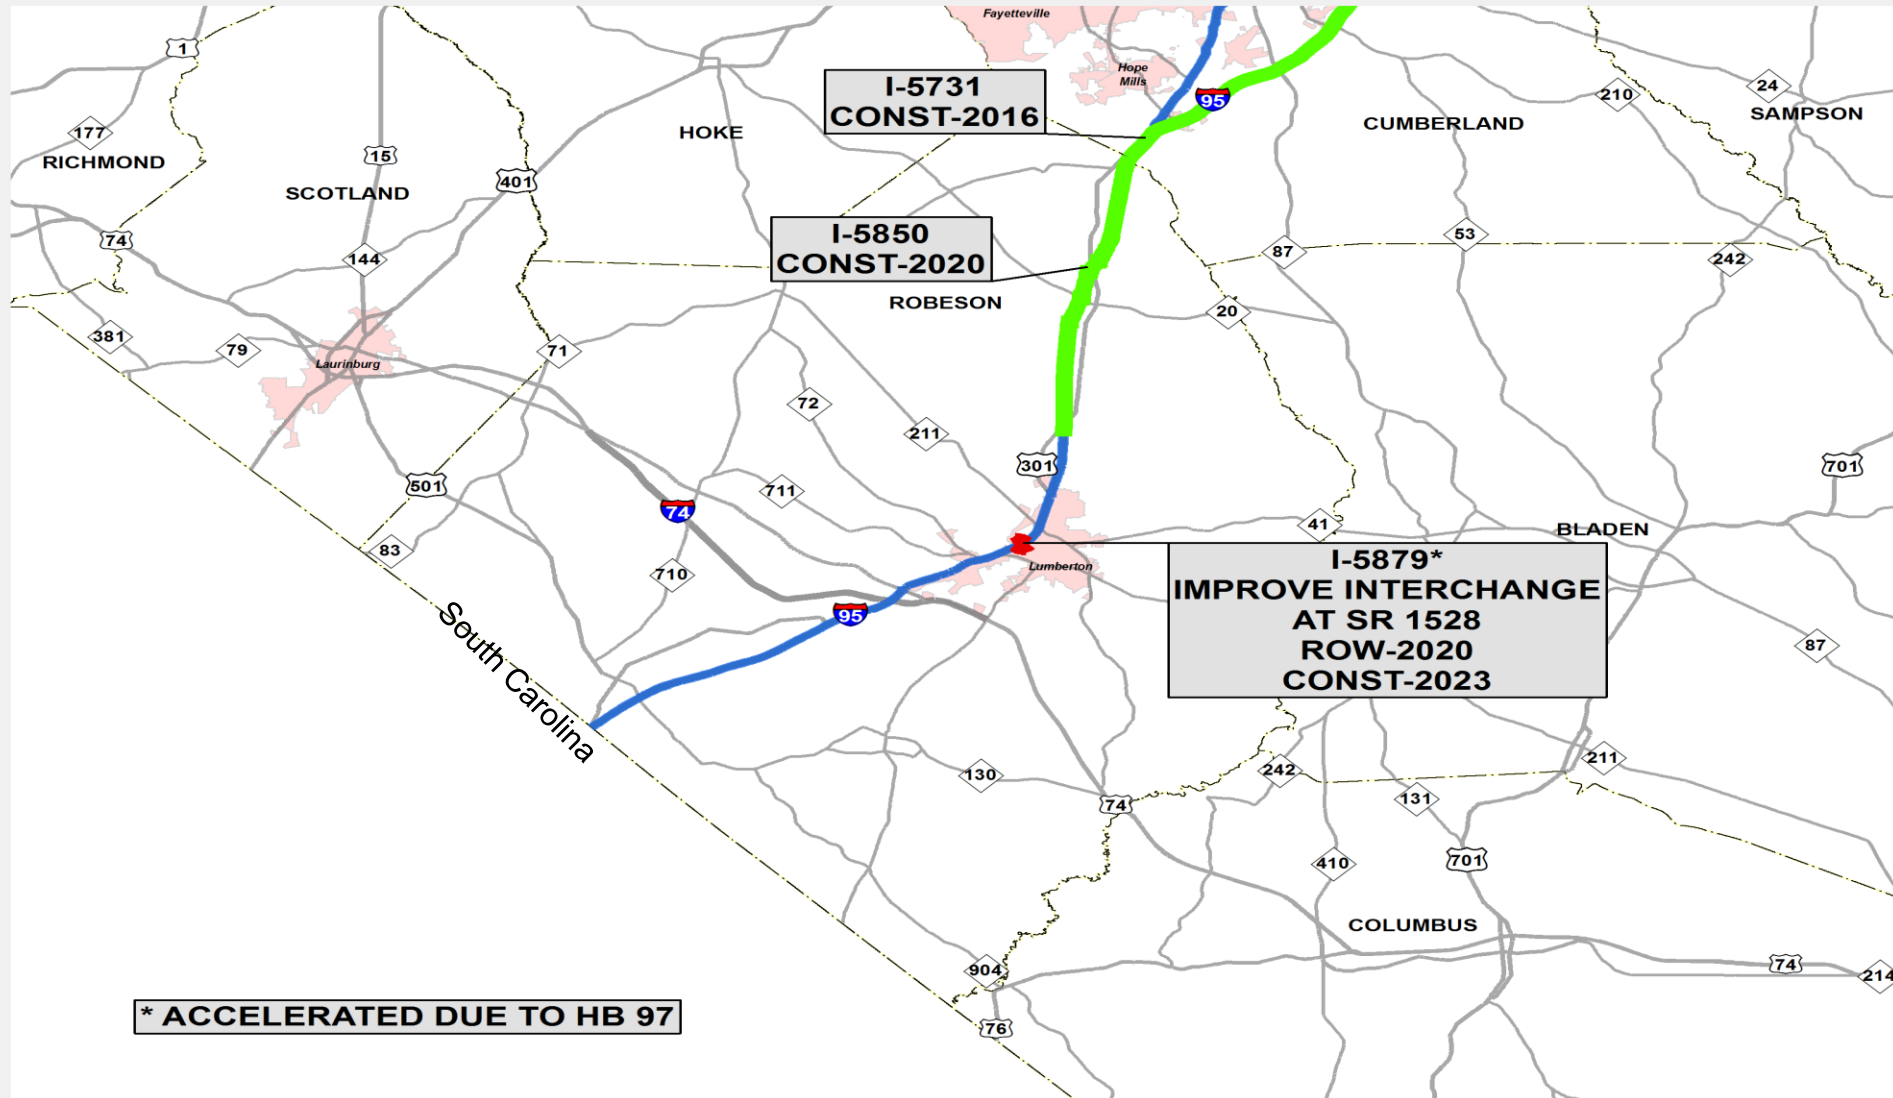 Fayetteville
1
Hope
Mills
I-5731
CONST-2016
95
24
210
SAMPSON
177
HOKE
CUMBERLAND
RICHMOND
15
401
SCOTLAND
I-5850
CONST-2020
74
144
87
53
242
ROBESON
20
381
79
Laurinburg
71
72
211
301
701
501
711
74
41
BLADEN
83
710
Lumberton
I-5879*
IMPROVE INTERCHANGE
AT SR 1528
ROW-2020
CONST-2023
95
87
South Carolina
130
242
211
74
131
410
701
COLUMBUS
904
74
214
* ACCELERATED DUE TO HB 97
76